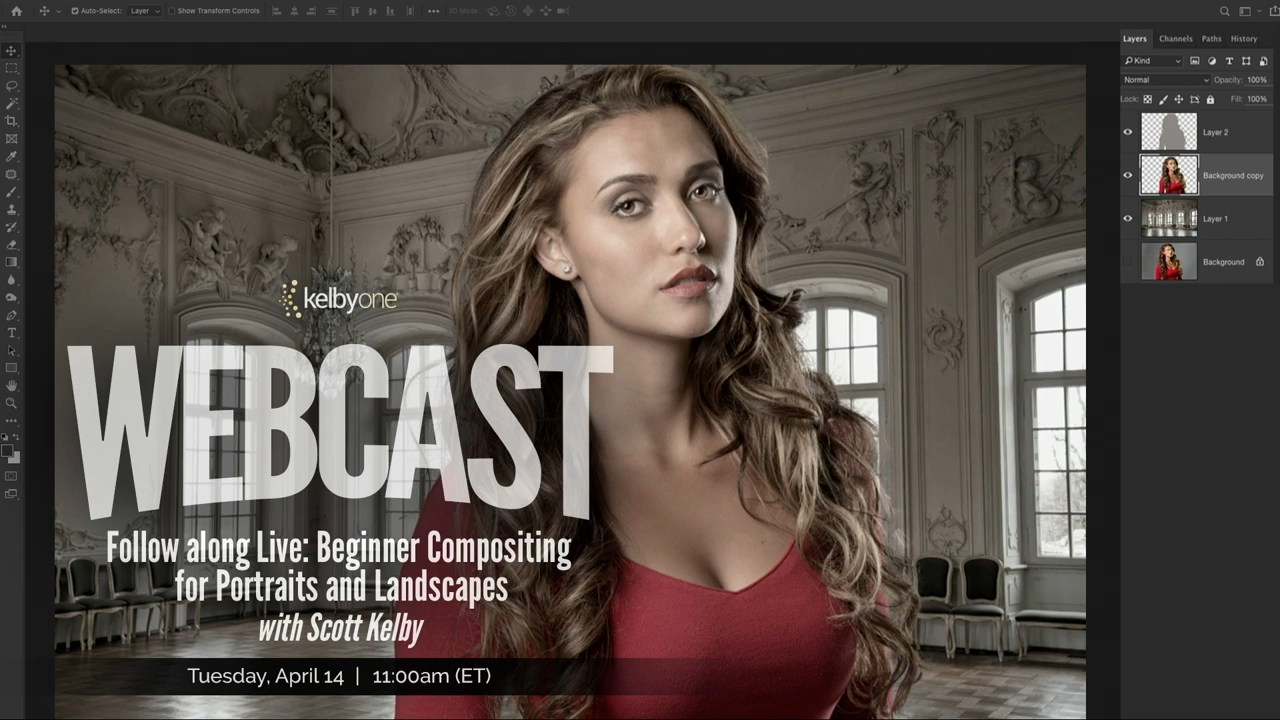 Auto-Select: Layer Show Transform Controls ••• 3D Mode:
Layers Channels Paths History
Kind
Normal Opacity: 100%
Lock: Fill: 100%
Layer 2
Background copy
Layer 1
Background
kelbyone
WEBCAST
Follow along Live: Beginner Compositing
for Portraits and Landscapes
with Scott Kelby
Tuesday, April 14 | 11:00am (ET)